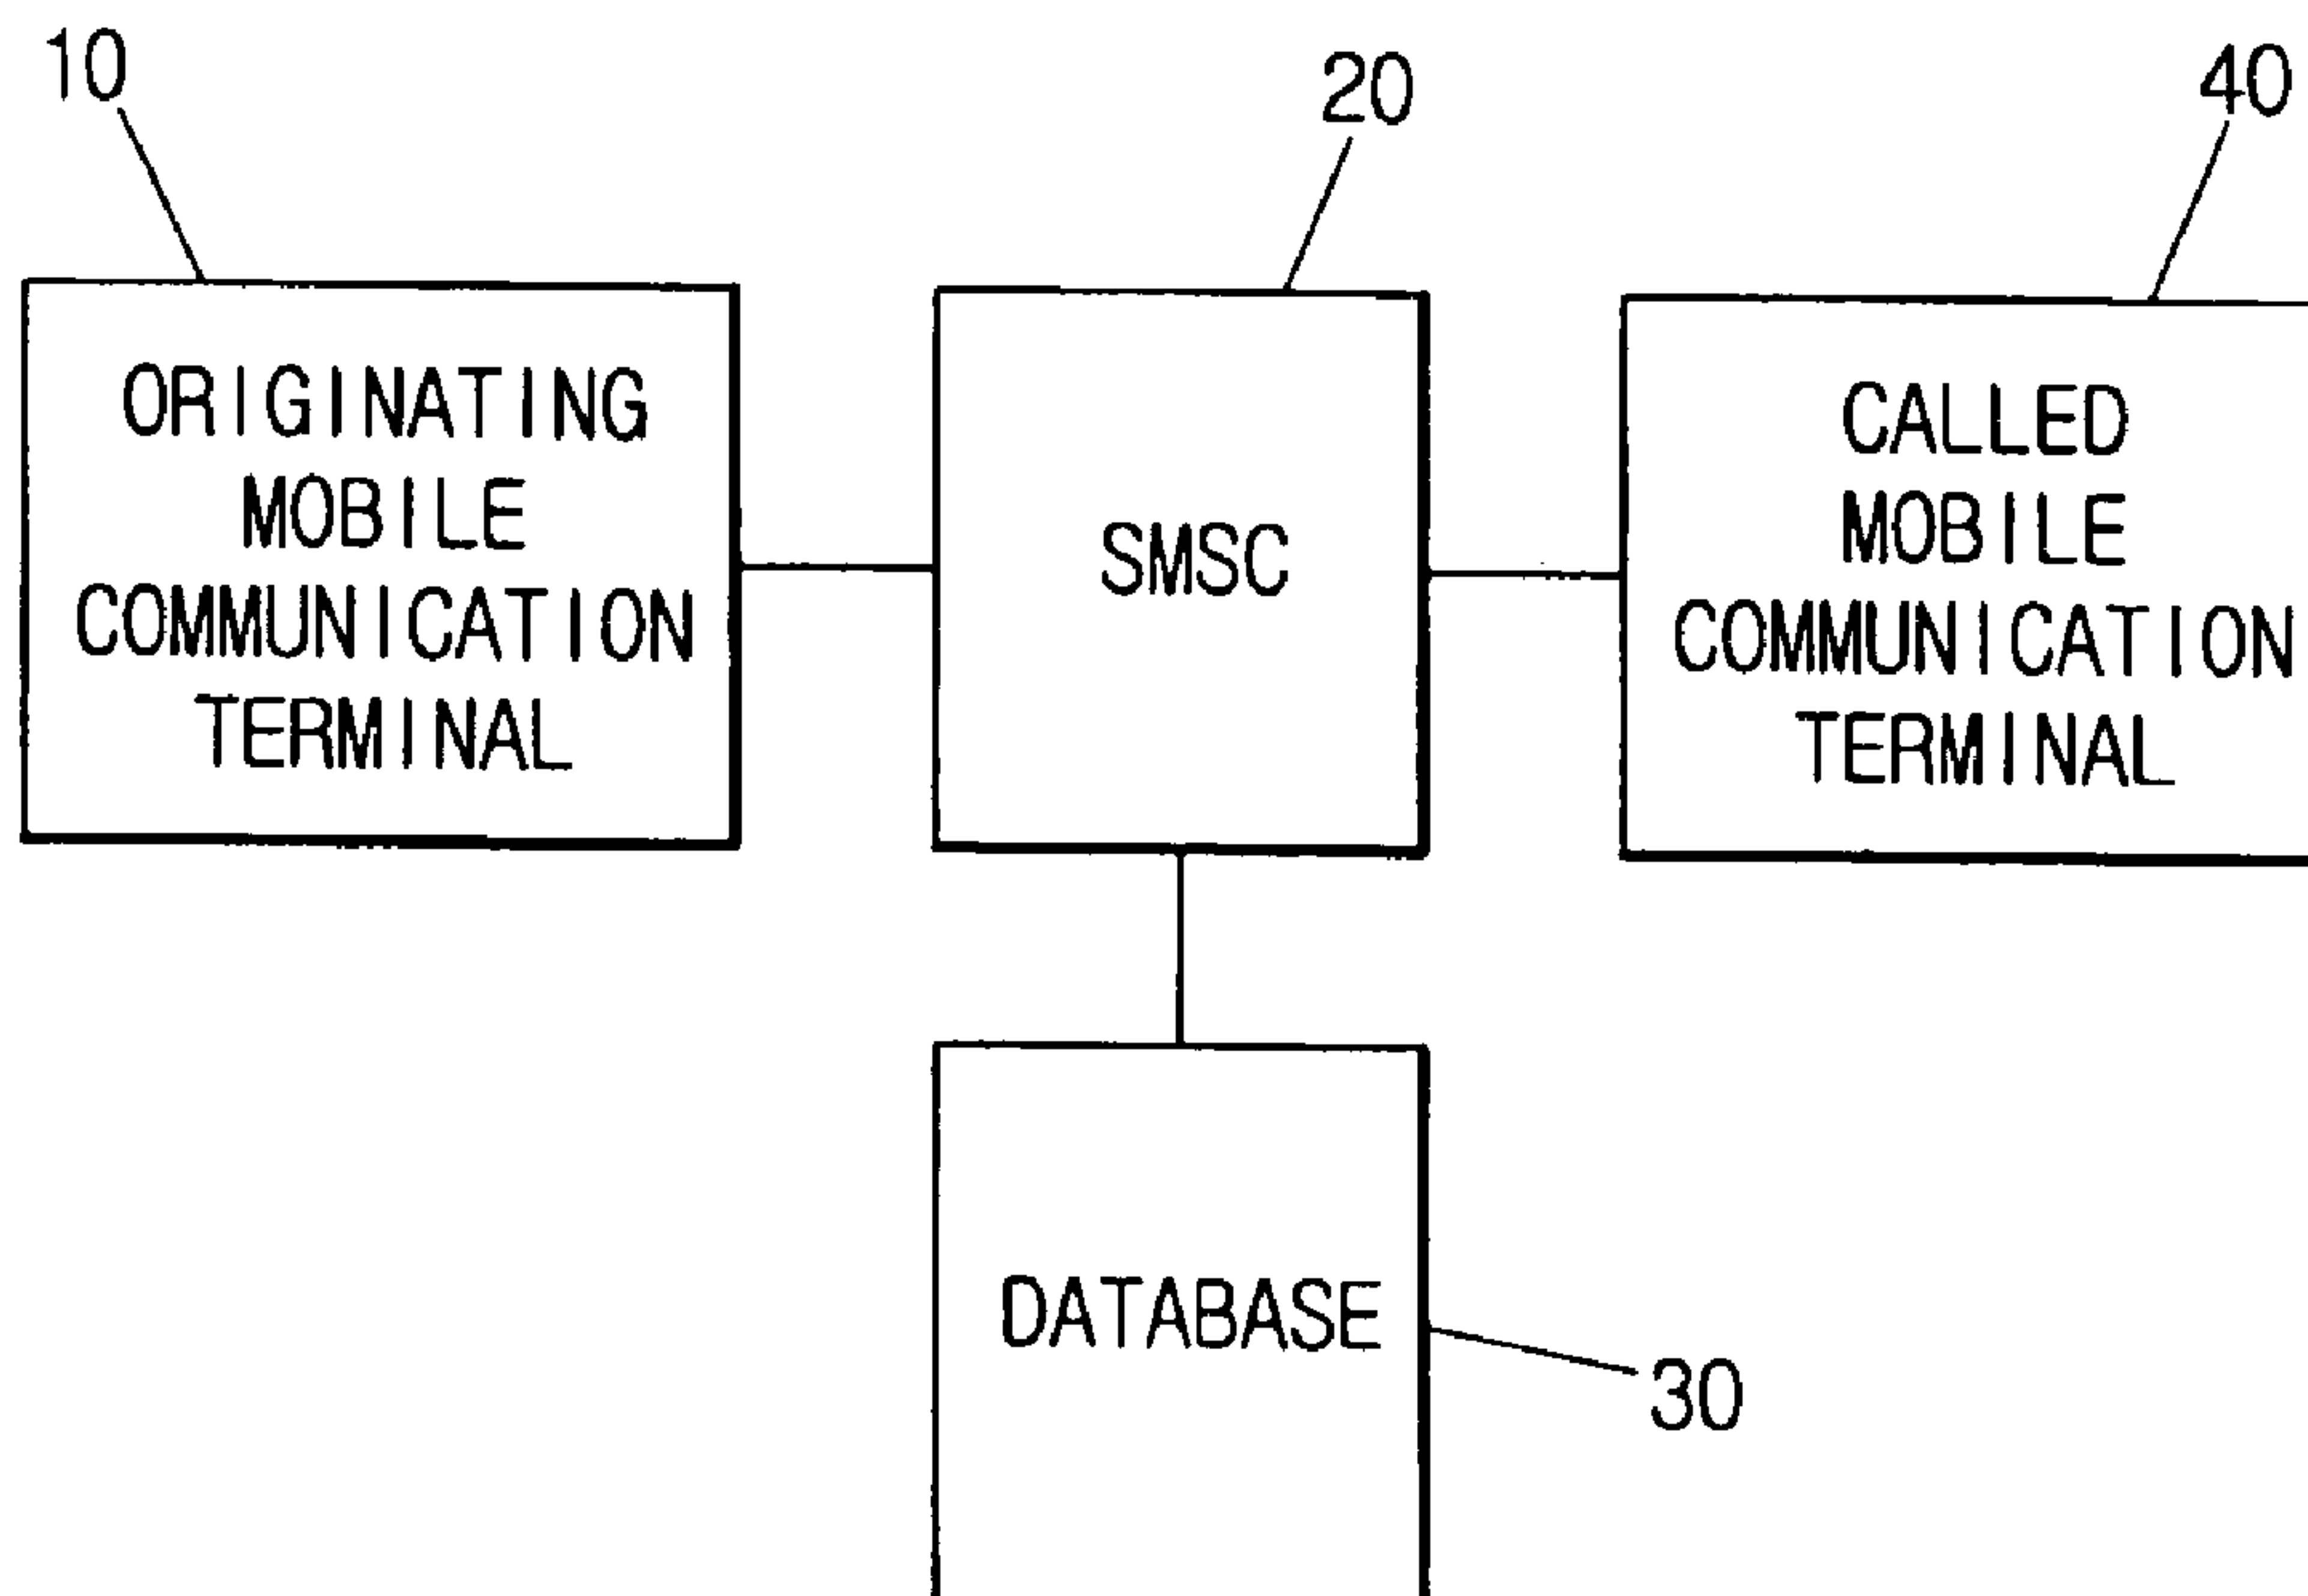 10
20
40
ORIGINATING
MOBILE
COMMUNICATION
TERMINAL
SMSC
CALLED
MOBILE
COMMUNICATION
TERMINAL
DATABASE
30